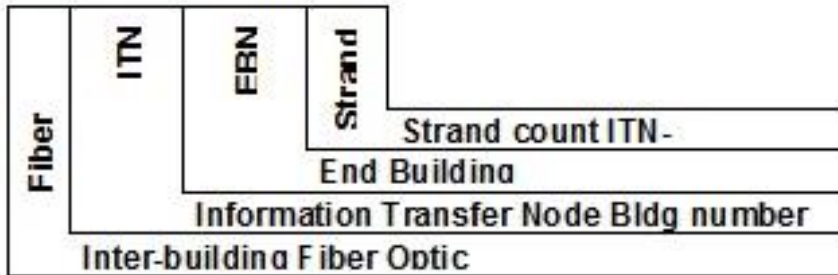 Fiber
ITN
EBN
Strand
Strand count ITN-
End Building
Information Transfer Node Bldg number
Inter-building Fiber Optic